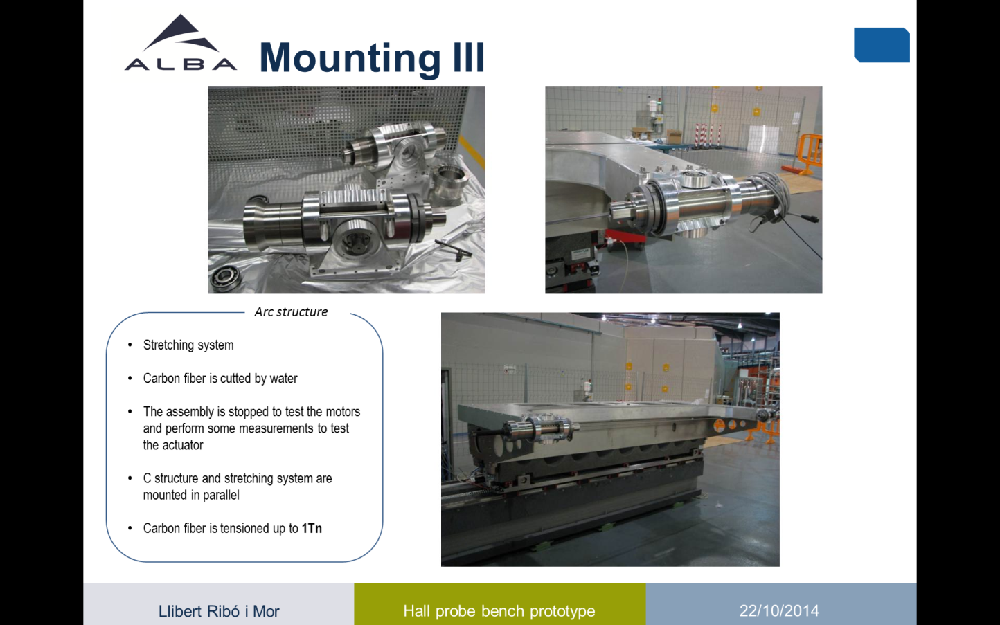 ALBA
Mounting III
Arc structure
• Stretching system
• Carbon fiber is cutted by water
• The assembly is stopped to test the motors
and perform some measurements to test
the actuator
• C structure and stretching system are
mounted in parallel
• Carbon fiber is tensioned up to 1Tn
Llibert Ribó i Mor
Hall probe bench prototype
22/10/2014